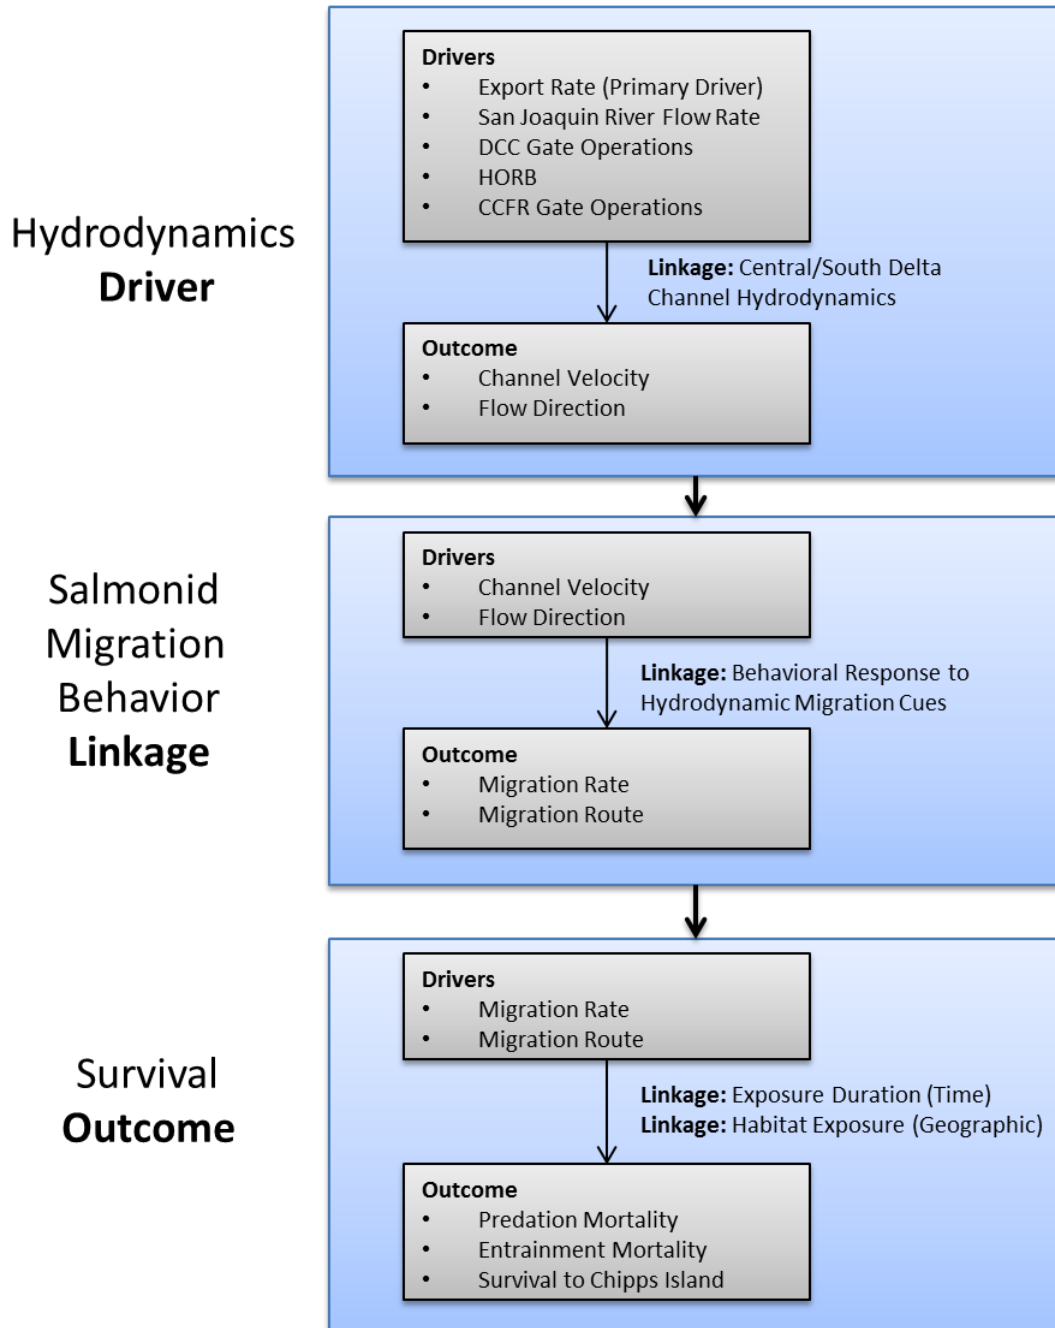 Hydrodynamics
Driver
Drivers
• Export Rate (Primary Driver)
• San Joaquin River Flow Rate
• DCC Gate Operations
• HORB
• CCFR Gate Operations
Linkage: Central/South Delta
Channel Hydrodynamics
Outcome
• Channel Velocity
• Flow Direction
Salmonid
Migration
Behavior
Linkage
Drivers
• Channel Velocity
• Flow Direction
Linkage: Behavioral Response to
Hydrodynamic Migration Cues
Outcome
• Migration Rate
• Migration Route
Survival
Outcome
Drivers
• Migration Rate
• Migration Route
Linkage: Exposure Duration (Time)
Linkage: Habitat Exposure (Geographic)
Outcome
• Predation Mortality
• Entrainment Mortality
• Survival to Chipps Island